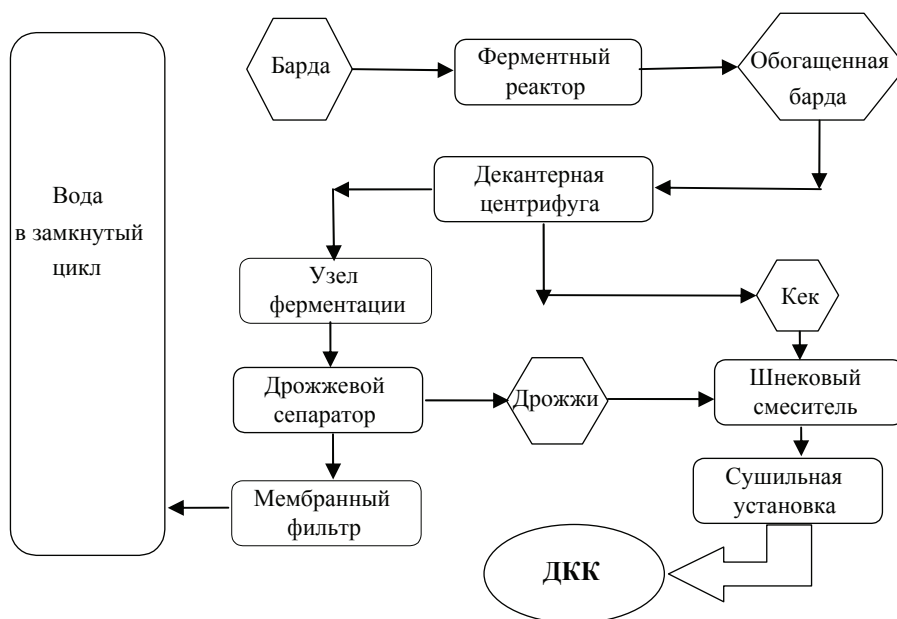 Барда
Ферментный
реактор
Обогащенная
барда
Вода
в замкнутый
цикл
Декантерная
центрифуга
Узел
ферментации
Кек
Дрожжевой
сепаратор
Дрожжи
Шнековый
смеситель
Мембранный
фильтр
Сушильная
установка
ДКК